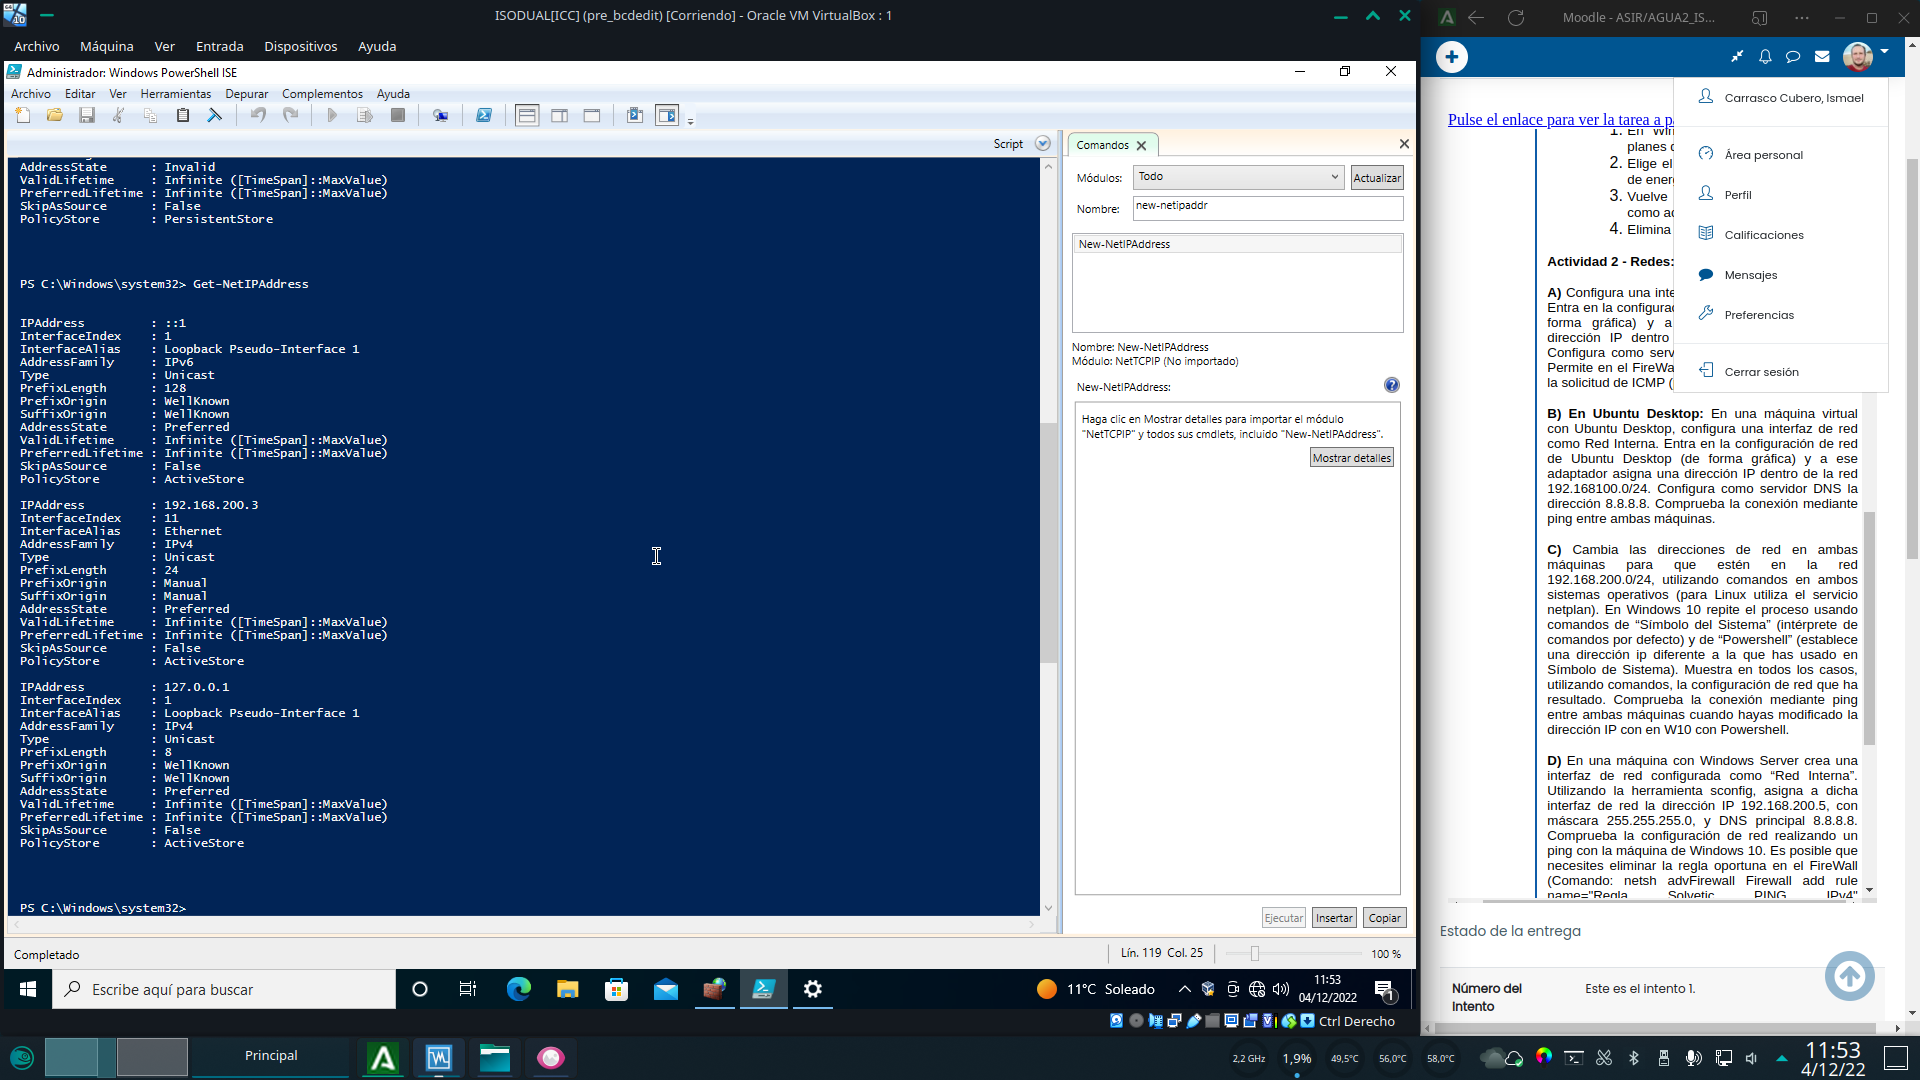 ISODUAL[ICC] (pre_bcdedit) [Corriendo] - Oracle VM VirtualBox : 1
Archivo Máquina Ver Entrada Dispositivos Ayuda
Administrador: Windows PowerShell ISE
Archivo Editar Ver Herramientas Depurar Complementos Ayuda
Script
AddressState : Invalid
ValidLifetime : Infinite ([TimeSpan]::MaxValue)
PreferredLifetime : Infinite ([TimeSpan]::MaxValue)
SkipAsSource : False
PolicyStore : PersistentStore
PS C:\Windows\system32> Get-NetIPAddress
IPAddress : ::1
InterfaceIndex : 1
InterfaceAlias : Loopback Pseudo-Interface 1
AddressFamily : IPv6
Type : Unicast
PrefixLength : 128
PrefixOrigin : WellKnown
SuffixOrigin : WellKnown
AddressState : Preferred
ValidLifetime : Infinite ([TimeSpan]::MaxValue)
PreferredLifetime : Infinite ([TimeSpan]::MaxValue)
SkipAsSource : False
PolicyStore : ActiveStore
IPAddress : 192.168.200.3
InterfaceIndex : 11
InterfaceAlias : Ethernet
AddressFamily : IPv4
Type : Unicast
PrefixLength : 24
PrefixOrigin : Manual
SuffixOrigin : Manual
AddressState : Preferred
ValidLifetime : Infinite ([TimeSpan]::MaxValue)
PreferredLifetime : Infinite ([TimeSpan]::MaxValue)
SkipAsSource : False
PolicyStore : ActiveStore
IPAddress : 127.0.0.1
InterfaceIndex : 1
InterfaceAlias : Loopback Pseudo-Interface 1
AddressFamily : IPv4
Type : Unicast
PrefixLength : 8
PrefixOrigin : WellKnown
SuffixOrigin : WellKnown
AddressState : Preferred
ValidLifetime : Infinite ([TimeSpan]::MaxValue)
PreferredLifetime : Infinite ([TimeSpan]::MaxValue)
SkipAsSource : False
PolicyStore : ActiveStore
PS C:\Windows\system32>
Completado
Lín. 119 Col. 25
100 %
Comandos
Módulos: Todo Actualizar
Nombre: new-netipaddr
New-NetIPAddress
Nombre: New-NetIPAddress
Módulo: NetTCPIP (No importado)
New-NetIPAddress:
Haga clic en Mostrar detalles para importar el módulo
"NetTCPIP" y todos sus cmdlets, incluido "New-NetIPAddress".
Mostrar detalles
Ejecutar Insertar Copiar
Escribe aquí para buscar
11°C Soleado
11:53
04/12/2022
1
Ctrl Derecho
Moodle - ASIR/AGUA2_IS...
Carrasco Cubero, Ismael
Área personal
Perfil
Calificaciones
Mensajes
Preferencias
Cerrar sesión
Pulse el enlace para ver la tarea a p
1. En Win
planes d
2. Elige el
de ener
3. Vuelve
como ac
4. Elimina
Actividad 2 - Redes:
A) Configura una inte
Entra en la configurac
forma gráfica) y a
dirección IP dentro
Configura como serv
Permite en el FireWa
la solicitud de ICMP (
B) En Ubuntu Desktop: En una máquina virtual
con Ubuntu Desktop, configura una interfaz de red
como Red Interna. Entra en la configuración de red
de Ubuntu Desktop (de forma gráfica) y a ese
adaptador asigna una dirección IP dentro de la red
192.168100.0/24. Configura como servidor DNS la
dirección 8.8.8.8. Comprueba la conexión mediante
ping entre ambas máquinas.
C) Cambia las direcciones de red en ambas
máquinas para que estén en la red
192.168.200.0/24, utilizando comandos en ambos
sistemas operativos (para Linux utiliza el servicio
netplan). En Windows 10 repite el proceso usando
comandos de “Símbolo del Sistema” (intérprete de
comandos por defecto) y de “Powershell” (establece
una dirección ip diferente a la que has usado en
Símbolo de Sistema). Muestra en todos los casos,
utilizando comandos, la configuración de red que ha
resultado. Comprueba la conexión mediante ping
entre ambas máquinas cuando hayas modificado la
dirección IP con en W10 con Powershell.
D) En una máquina con Windows Server crea una
interfaz de red configurada como “Red Interna”.
Utilizando la herramienta sconfig, asigna a dicha
interfaz de red la dirección IP 192.168.200.5, con
máscara 255.255.255.0, y DNS principal 8.8.8.8.
Comprueba la configuración de red realizando un
ping con la máquina de Windows 10. Es posible que
necesites eliminar la regla oportuna en el FireWall
(Comando: netsh advFirewall Firewall add rule
name="Regla Solvetic PING IPv4"
Estado de la entrega
Número del
intento
Este es el intento 1.
Principal
2,2 GHz
1,9%
49,5°C
56,0°C
58,0°C
11:53
4/12/22